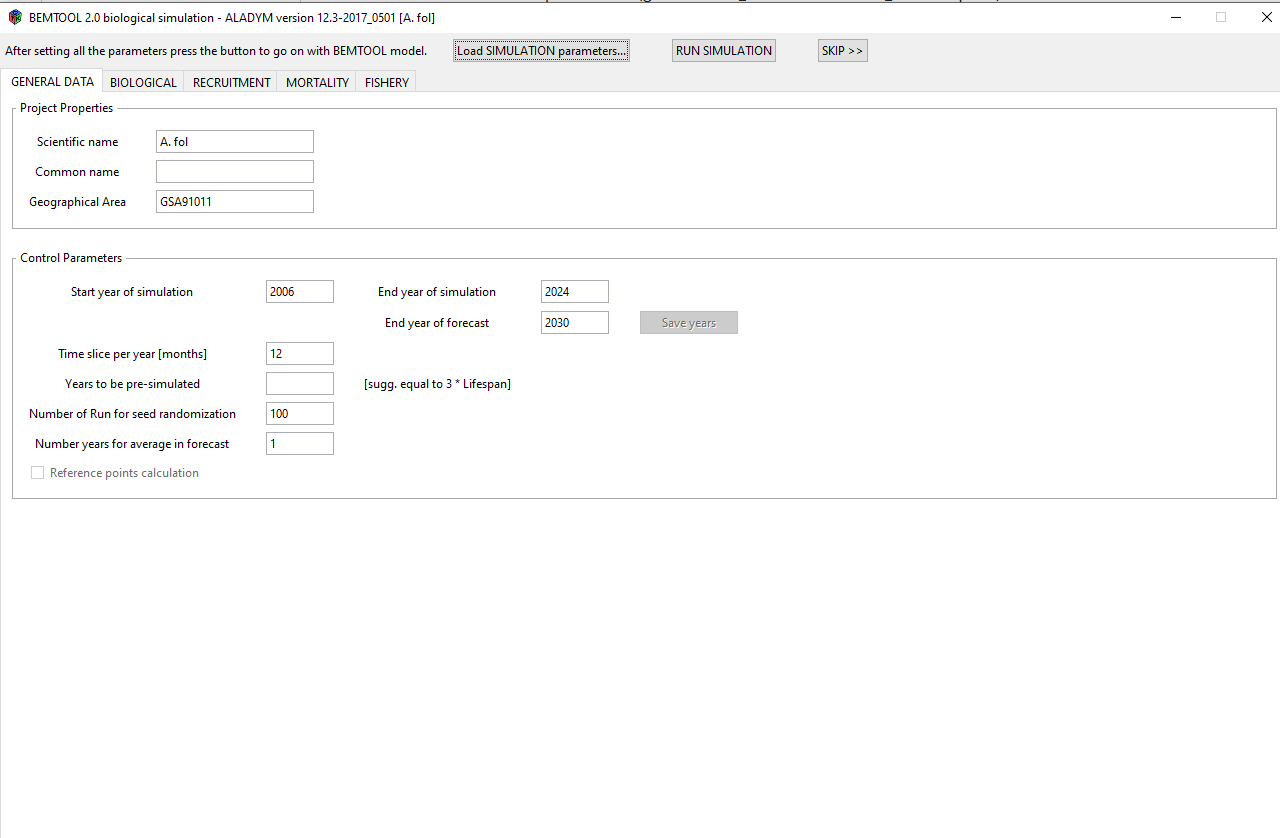 BEMTOOL 2.0 biological simulation - ALADYM version 12.3-2017_0501 [A. fol]
After setting all the parameters press the button to go on with BEMTOOL model. Load SIMULATION parameters... RUN SIMULATION SKIP >>
GENERAL DATA BIOLOGICAL RECRUITMENT MORTALITY FISHERY
Project Properties
Scientific name A. fol
Common name
Geographical Area GSA91011
Control Parameters
Start year of simulation 2006 End year of simulation 2024
End year of forecast 2030 Save years
Time slice per year [months] 12
Years to be pre-simulated [sugg. equal to 3 * Lifespan]
Number of Run for seed randomization 100
Number years for average in forecast 1
Reference points calculation